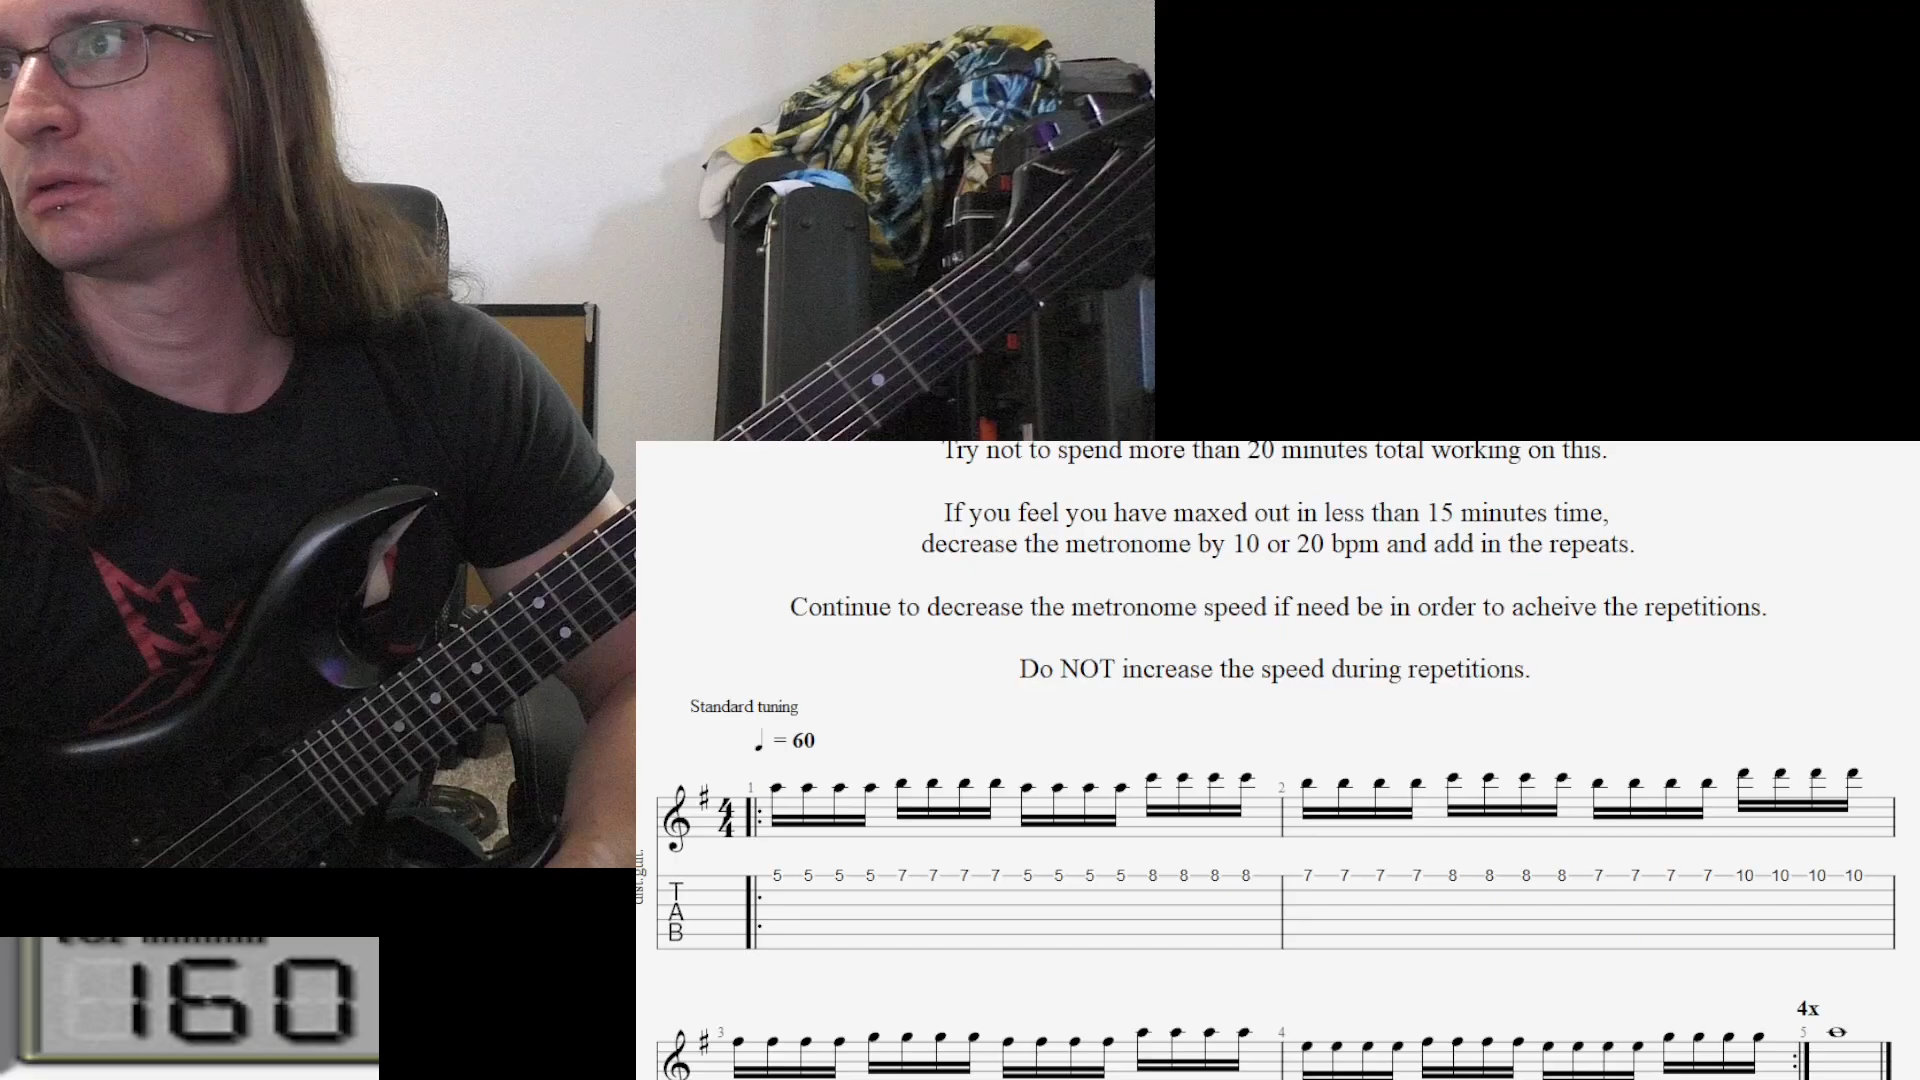 Try not to spend more than 20 minutes total working on this.
If you feel you have maxed out in less than 15 minutes time,
decrease the metronome by 10 or 20 bpm and add in the repeats.
Continue to decrease the metronome speed if need be in order to acheive the repetitions.
Do NOT increase the speed during repetitions.
Standard tuning
= 60
1 2
4 4
dist.guit.
T A B
5 5 5 5 7 7 7 7 5 5 5 5 8 8 8 8 7 7 7 7 8 8 8 8 7 7 7 7 10 10 10 10
4x
3 4 5
160